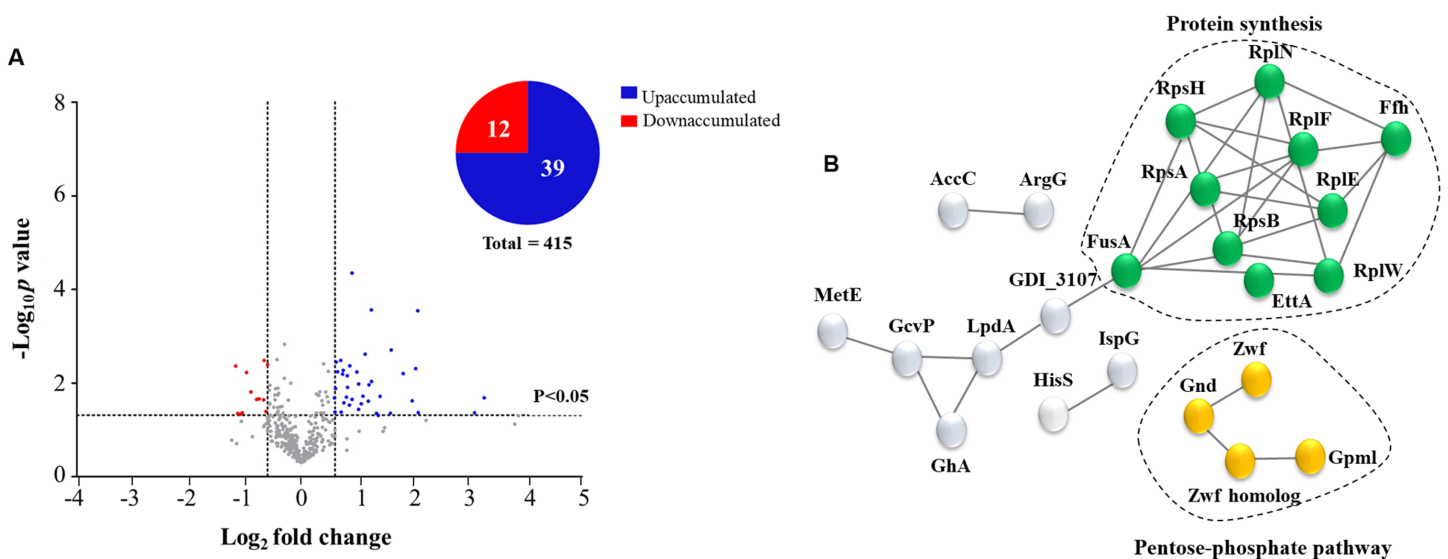 A
8
6
4
2
0
-Log10p value
-4
-3
-2
-1
0
1
2
3
4
5
Log2 fold change
P<0.05
12
39
Total = 415
Upaccumulated
Downaccumulated
B
Protein synthesis
RplN
RpsH
Ffh
RplF
RpsA
RplE
RpsB
FusA
RplW
EttA
AccC
ArgG
GDI_3107
MetE
GcvP
LpdA
GhA
IspG
HisS
Zwf
Gnd
Gpml
Zwf homolog
Pentose-phosphate pathway